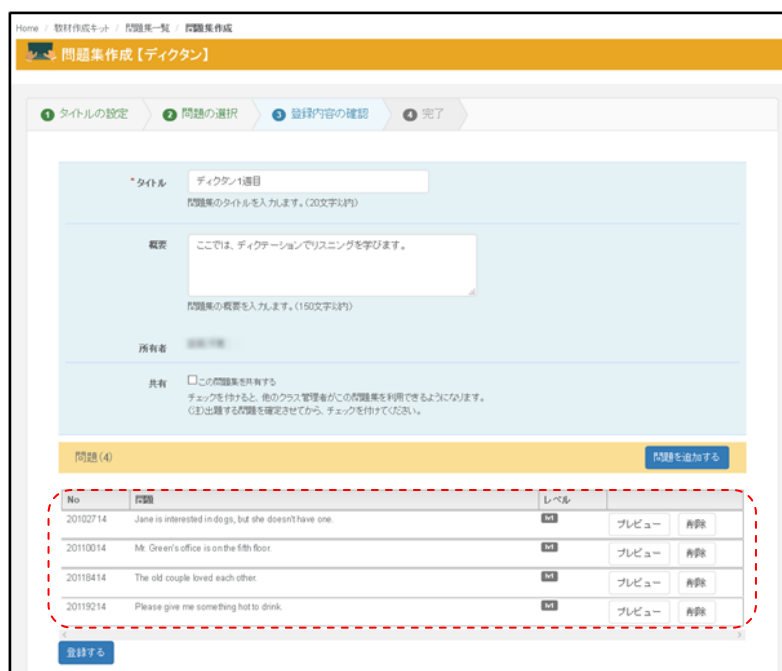 Home / 教材作成キット / 問題集一覧 / 問題集作成
問題集作成【ディクタン】
1 タイトルの設定 2 問題の選択 3 登録内容の確認 4 完了
*タイトル ディクタン1週目
問題集のタイトルを入力します。(20文字以内)
概要 ここでは、ディクテーションでリスニングを学びます。
問題集の概要を入力します。(150文字以内)
所有者
共有 この問題集を共有する
チェックを付けると、他のクラス管理者がこの問題集を利用できるようになります。
(注)出題する問題を確定させてから、チェックを付けてください。
問題(4) 問題を追加する
No 問題 レベル
20102714 Jane is interested in dogs, but she doesn't have one. プレビュー 削除
20110014 Mr. Green's office is on the fifth floor. プレビュー 削除
20118414 The old couple loved each other. プレビュー 削除
20119214 Please give me something hot to drink. プレビュー 削除
登録する